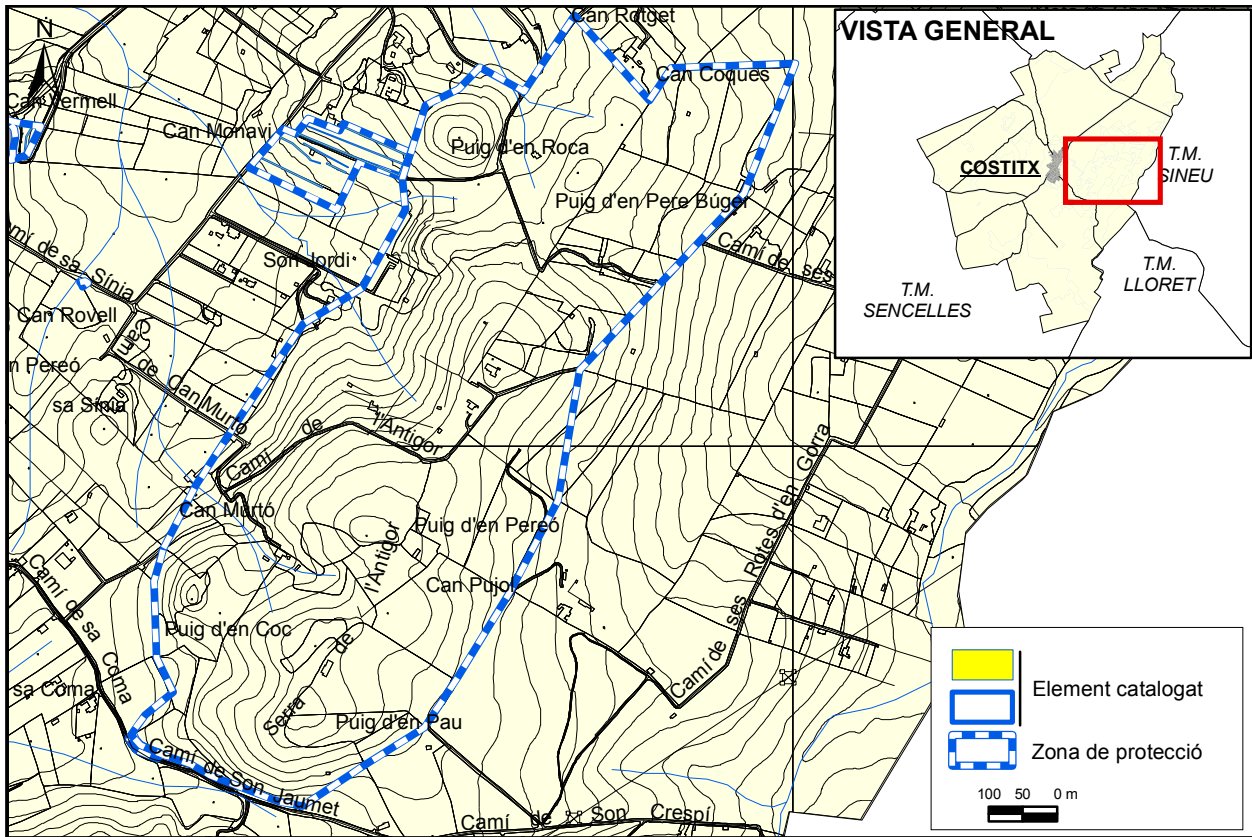 N
Can Rotget
VISTA GENERAL
Can Coques
Can Vermell
Can Monavi
Puig d'en Roca
COSTITX
T.M.
SINEU
Puig d'en Pere Búger
Camí de ses
Camí de sa Sínia
Son Jordi
T.M.
LLORET
T.M.
SENCELLES
Can Rovell
n Pereó
Camí de Can Murtó
sa Sínia
Camí de l'Antigor
Camí de ses Rotes d'en Gorra
Can Murtó
Puig d'en Pereó
Can Pujol
Camí de sa Coma
Puig d'en Coc
Serra de l'Antigor
sa Coma
Puig d'en Pau
Camí de Son Jaumet
Camí de Son Crespí
Element catalogat
Zona de protecció
100 50 0 m